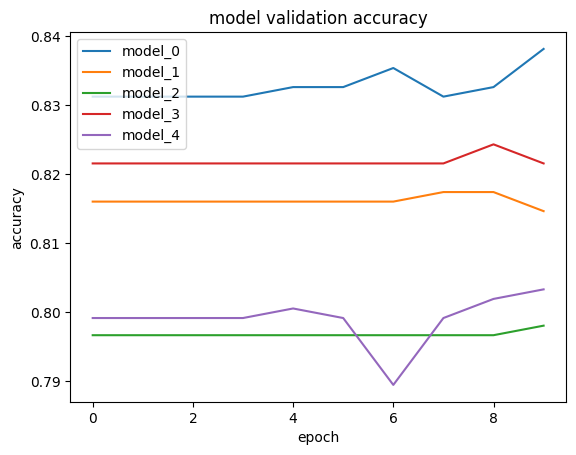 model validation accuracy
0.84
0.83
0.82
0.81
0.80
0.79
accuracy
model_0
model_1
model_2
model_3
model_4
0
2
4
6
8
epoch